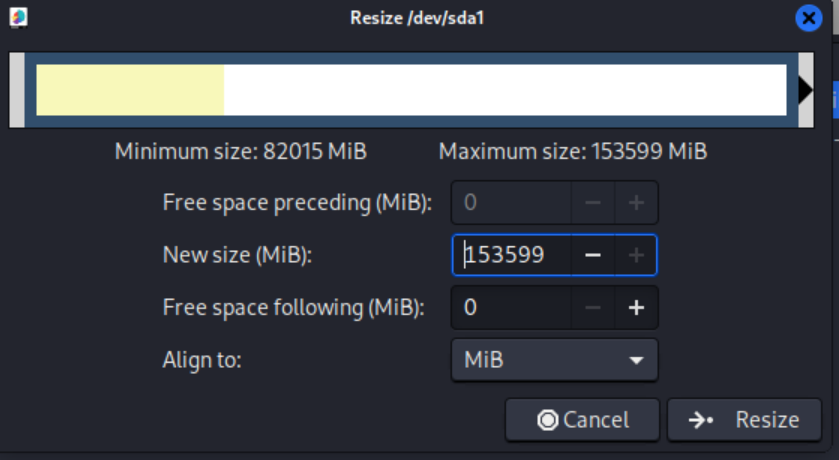 Resize /dev/sda1
Minimum size: 82015 MiB Maximum size: 153599 MiB
Free space preceding (MiB): 0
New size (MiB): 153599
Free space following (MiB): 0
Align to: MiB
Cancel Resize